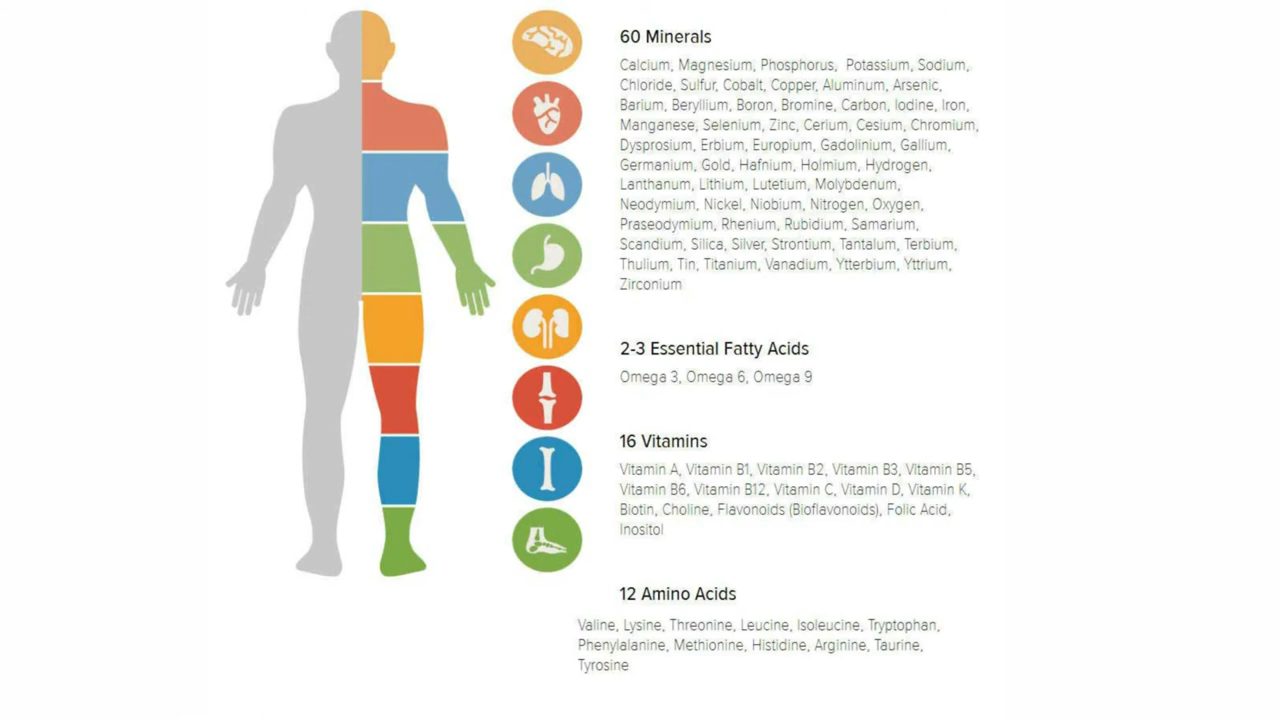 60 Minerals
Calcium, Magnesium, Phosphorus, Potassium, Sodium,
Chloride, Sulfur, Cobalt, Copper, Aluminum, Arsenic,
Barium, Beryllium, Boron, Bromine, Carbon, Iodine, Iron,
Manganese, Selenium, Zinc, Cerium, Cesium, Chromium,
Dysprosium, Erbium, Europium, Gadolinium, Gallium,
Germanium, Gold, Hafnium, Holmium, Hydrogen,
Lanthanum, Lithium, Lutetium, Molybdenum,
Neodymium, Nickel, Niobium, Nitrogen, Oxygen,
Praseodymium, Rhenium, Rubidium, Samarium,
Scandium, Silica, Silver, Strontium, Tantalum, Terbium,
Thulium, Tin, Titanium, Vanadium, Ytterbium, Yttrium,
Zirconium
2-3 Essential Fatty Acids
Omega 3, Omega 6, Omega 9
16 Vitamins
Vitamin A, Vitamin B1, Vitamin B2, Vitamin B3, Vitamin B5,
Vitamin B6, Vitamin B12, Vitamin C, Vitamin D, Vitamin K,
Biotin, Choline, Flavonoids (Bioflavonoids), Folic Acid,
Inositol
12 Amino Acids
Valine, Lysine, Threonine, Leucine, Isoleucine, Tryptophan,
Phenylalanine, Methionine, Histidine, Arginine, Taurine,
Tyrosine